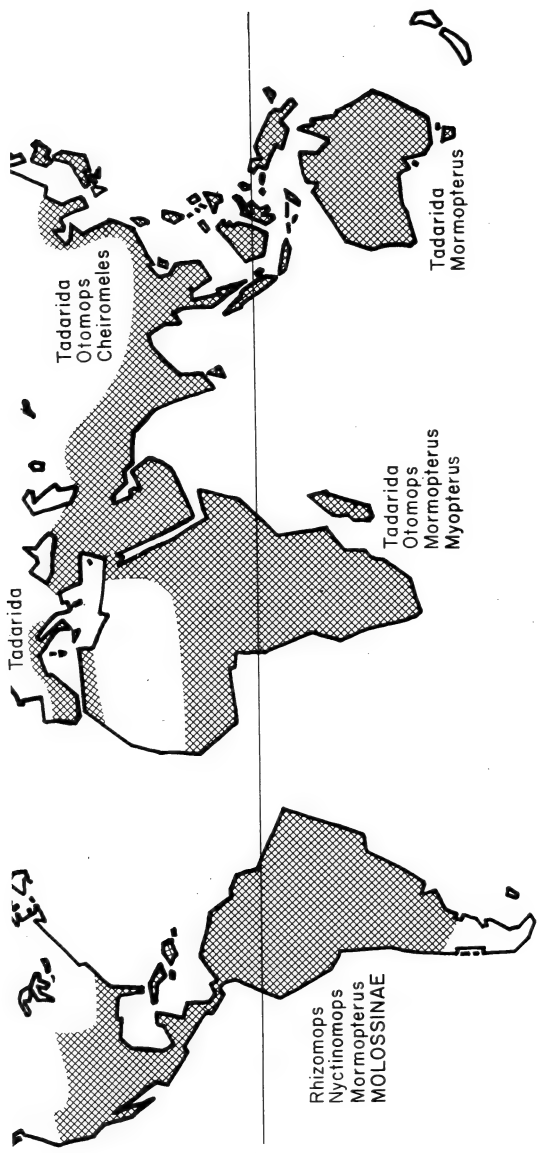 Rhizomops
Nyctinomops
Mormopterus
MOLOSSINAE
Tadarida
Tadarida
Otomops
Mormopterus
Myopterus
Tadarida
Otomops
Cheiromeles
Tadarida
Mormopterus